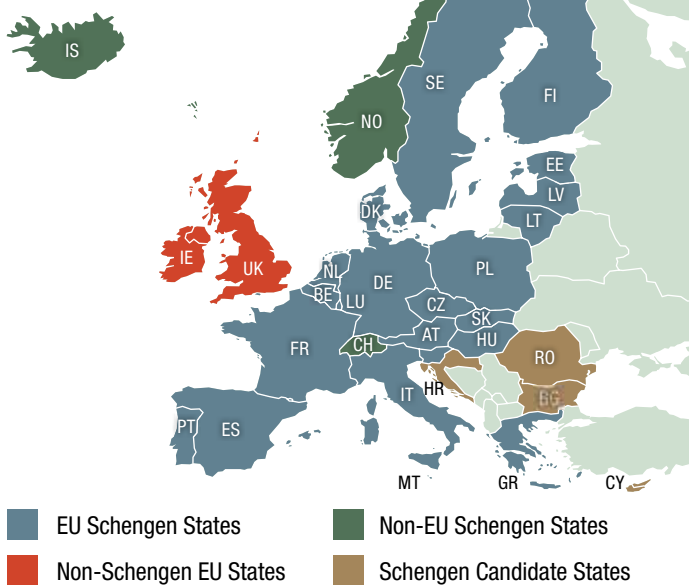 IS
SE
FI
NO
EE
LV
DK
LT
IE
UK
NL
PL
BE
DE
LU
CZ
SK
AT
HU
FR
CH
RO
HR
IT
BG
PT
ES
MT
GR
CY
EU Schengen States
Non-EU Schengen States
Non-Schengen EU States
Schengen Candidate States